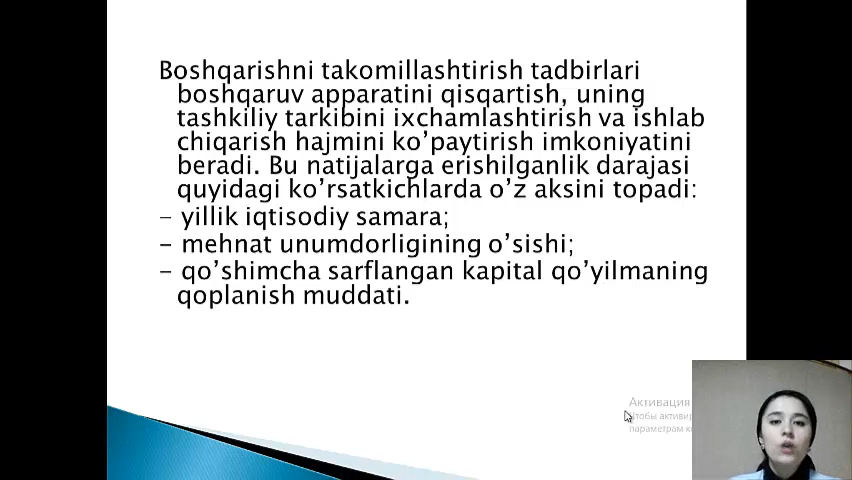 Boshqarishni takomillashtirish tadbirlari
boshqaruv apparatini qisqartish, uning
tashkiliy tarkibini ixchamlashtirish va ishlab
chiqarish hajmini ko’paytirish imkoniyatini
beradi. Bu natijalarga erishilganlik darajasi
quyidagi ko’rsatkichlarda o’z aksini topadi:
- yillik iqtisodiy samara;
- mehnat unumdorligining o’sishi;
- qo’shimcha sarflangan kapital qo’yilmaning
qoplanish muddati.
Активация
Чтобы
параметрам